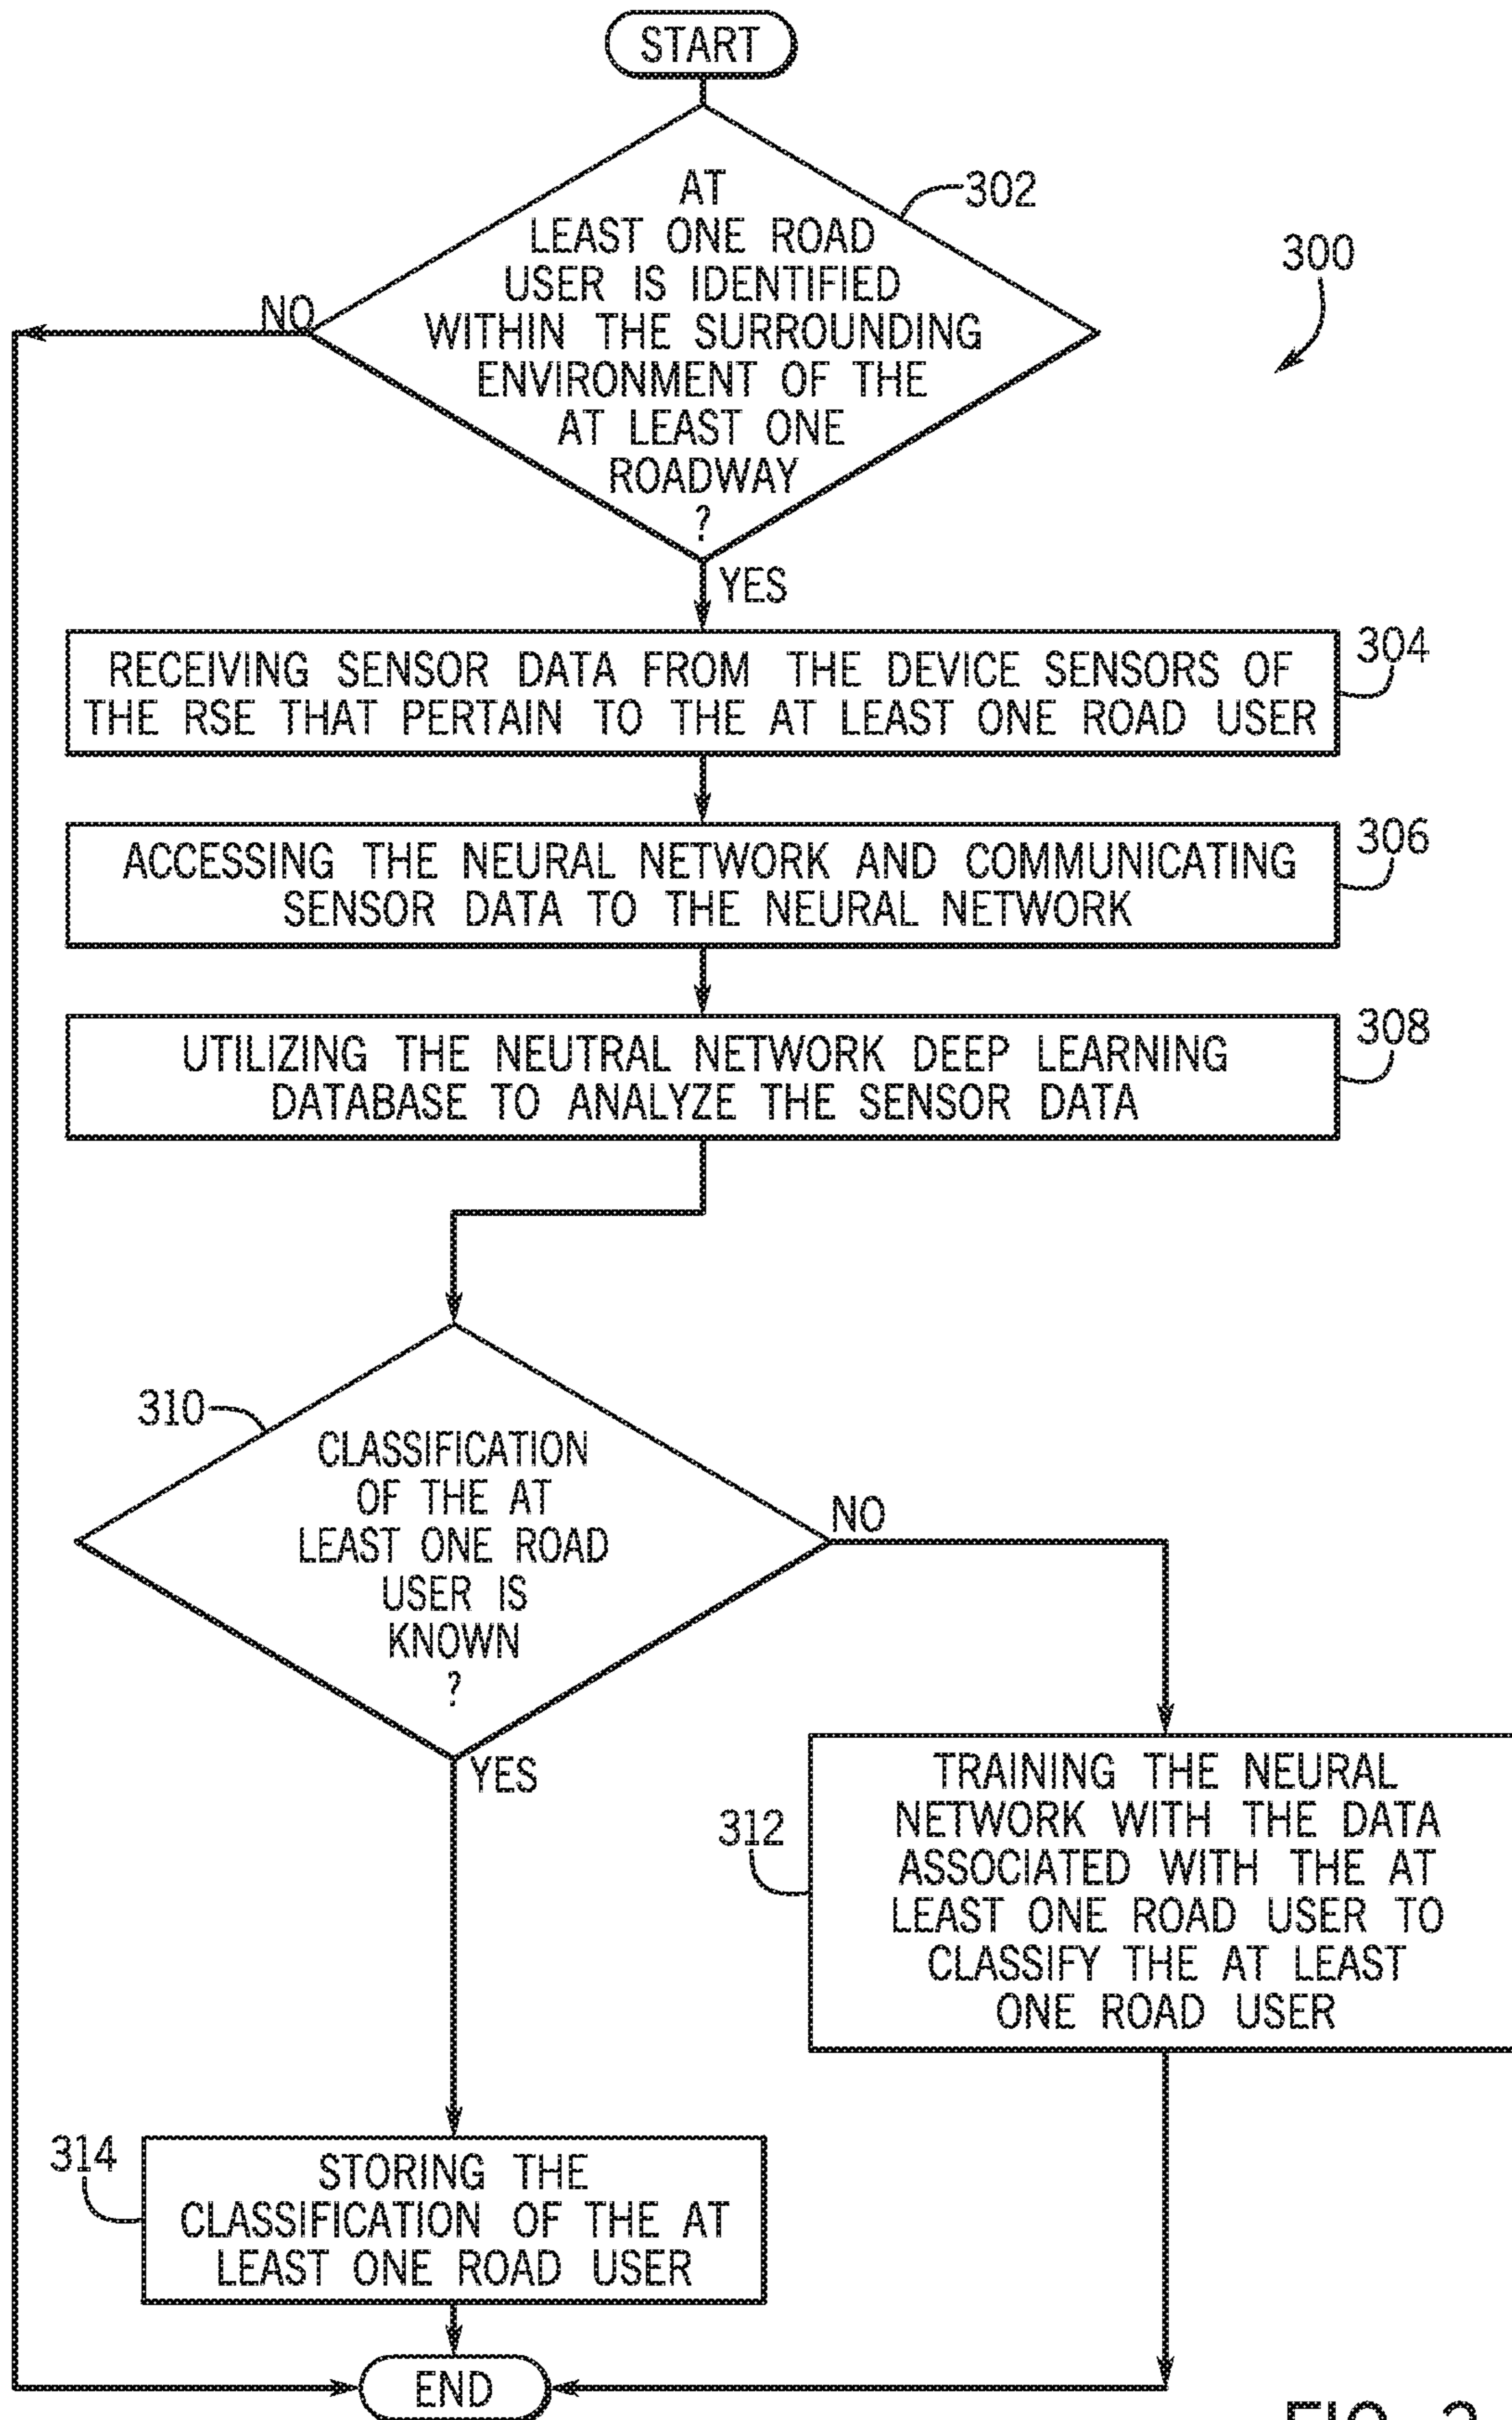 START
AT
LEAST ONE ROAD
USER IS IDENTIFIED
WITHIN THE SURROUNDING
ENVIRONMENT OF THE
AT LEAST ONE
ROADWAY
?
302
300
NO
YES
RECEIVING SENSOR DATA FROM THE DEVICE SENSORS OF
THE RSE THAT PERTAIN TO THE AT LEAST ONE ROAD USER
304
ACCESSING THE NEURAL NETWORK AND COMMUNICATING
SENSOR DATA TO THE NEURAL NETWORK
306
UTILIZING THE NEUTRAL NETWORK DEEP LEARNING
DATABASE TO ANALYZE THE SENSOR DATA
308
310
CLASSIFICATION
OF THE AT
LEAST ONE ROAD
USER IS
KNOWN
?
NO
YES
312
TRAINING THE NEURAL
NETWORK WITH THE DATA
ASSOCIATED WITH THE AT
LEAST ONE ROAD USER TO
CLASSIFY THE AT LEAST
ONE ROAD USER
314
STORING THE
CLASSIFICATION OF THE AT
LEAST ONE ROAD USER
END